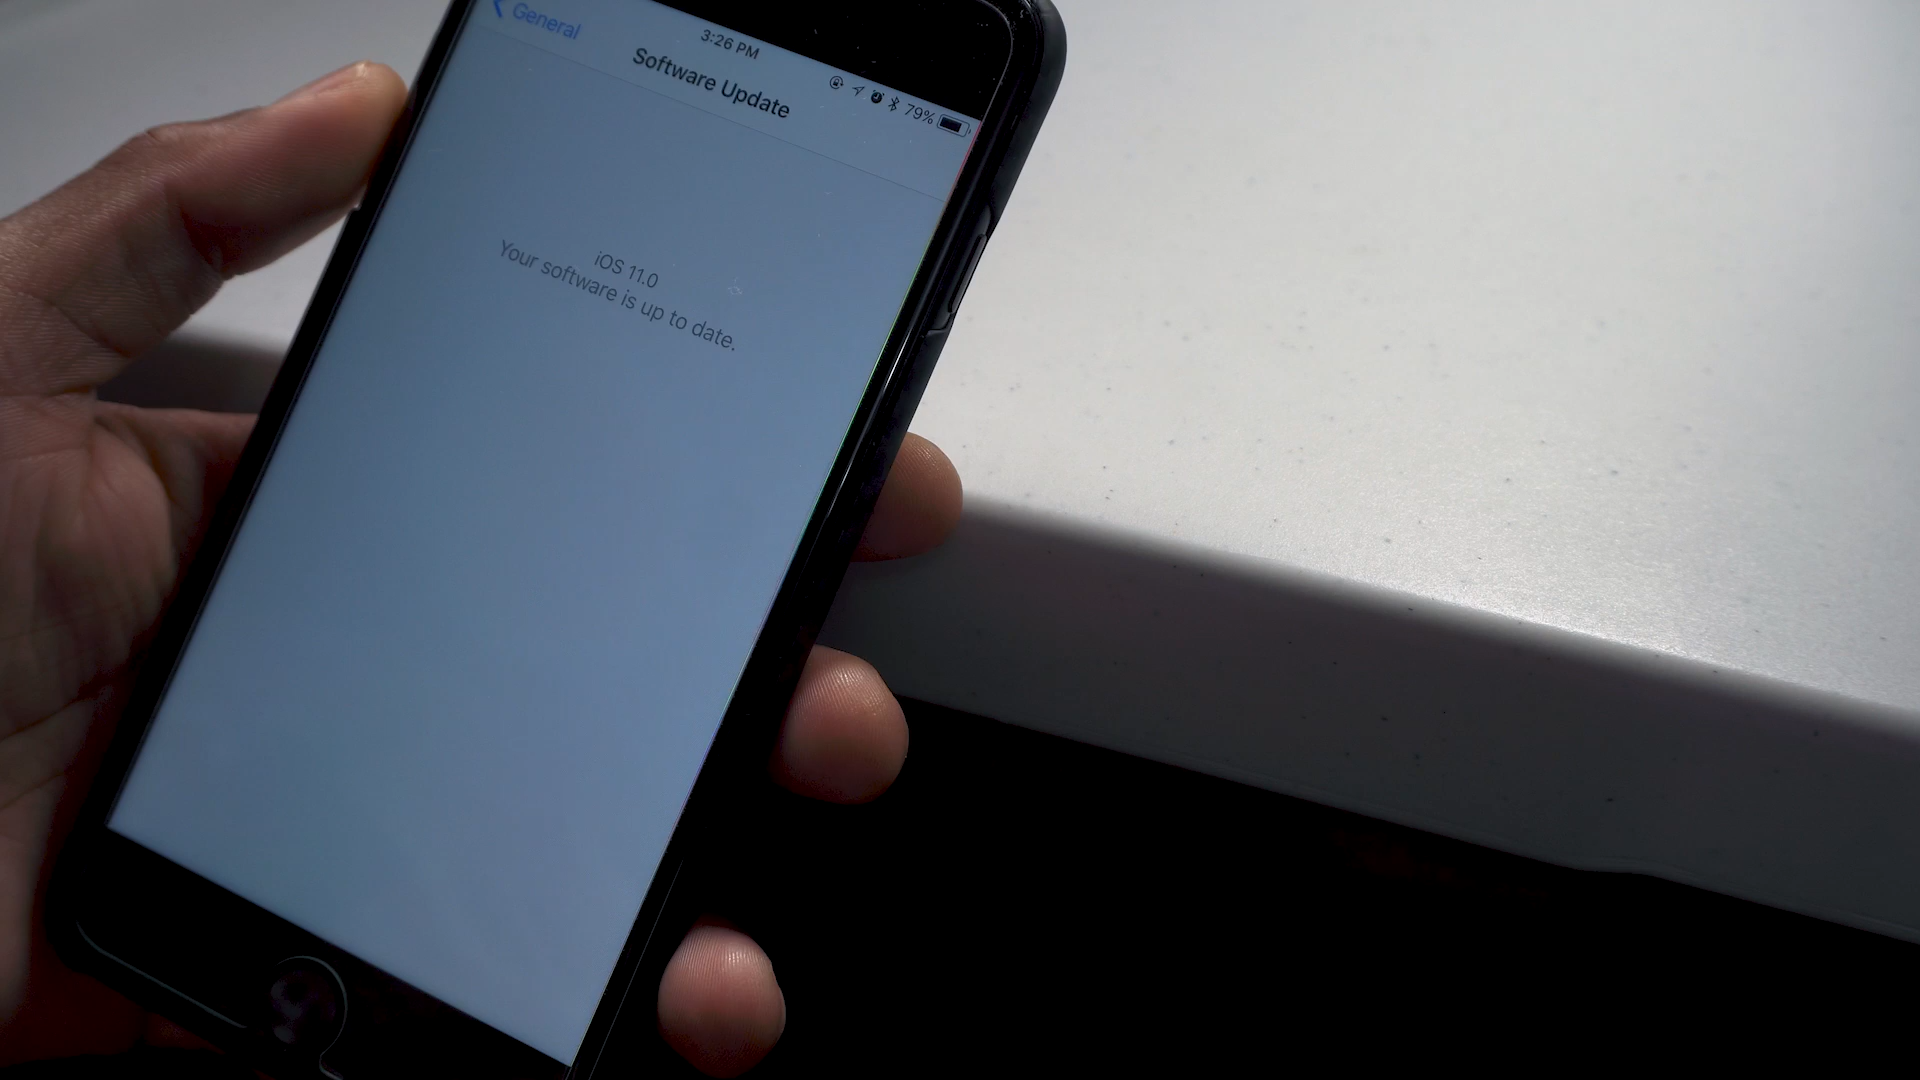 3:26 PM
79%
General
Software Update
iOS 11.0
Your software is up to date.